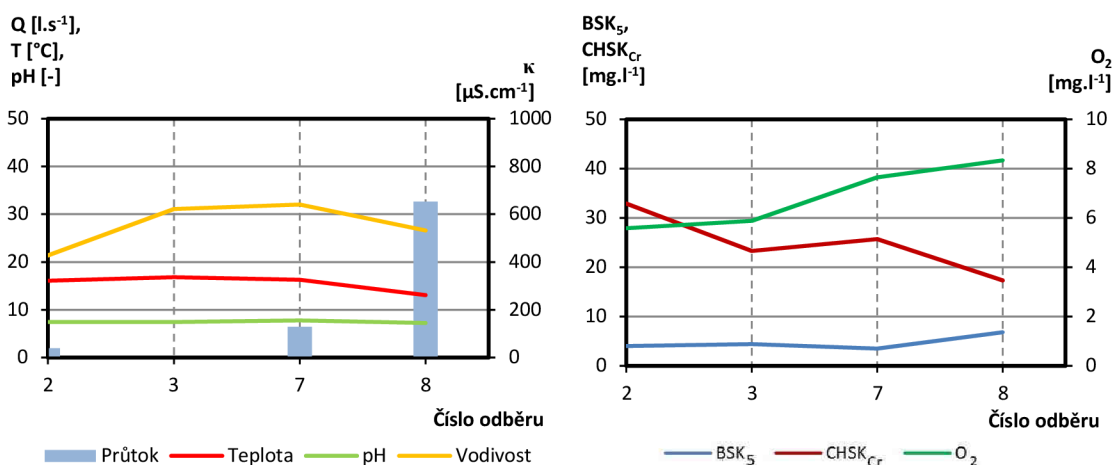 Q [l.s⁻¹],
T [°C],
pH [-]
κ
[µS.cm⁻¹]
50
40
30
20
10
0
1000
800
600
400
200
0
2 3 7 8
Číslo odběru
Průtok Teplota pH Vodivost
BSK₅,
CHSK_Cr
[mg.l⁻¹]
O₂
[mg.l⁻¹]
50
40
30
20
10
0
10
8
6
4
2
0
2 3 7 8
Číslo odběru
BSK₅ CHSK_Cr O₂